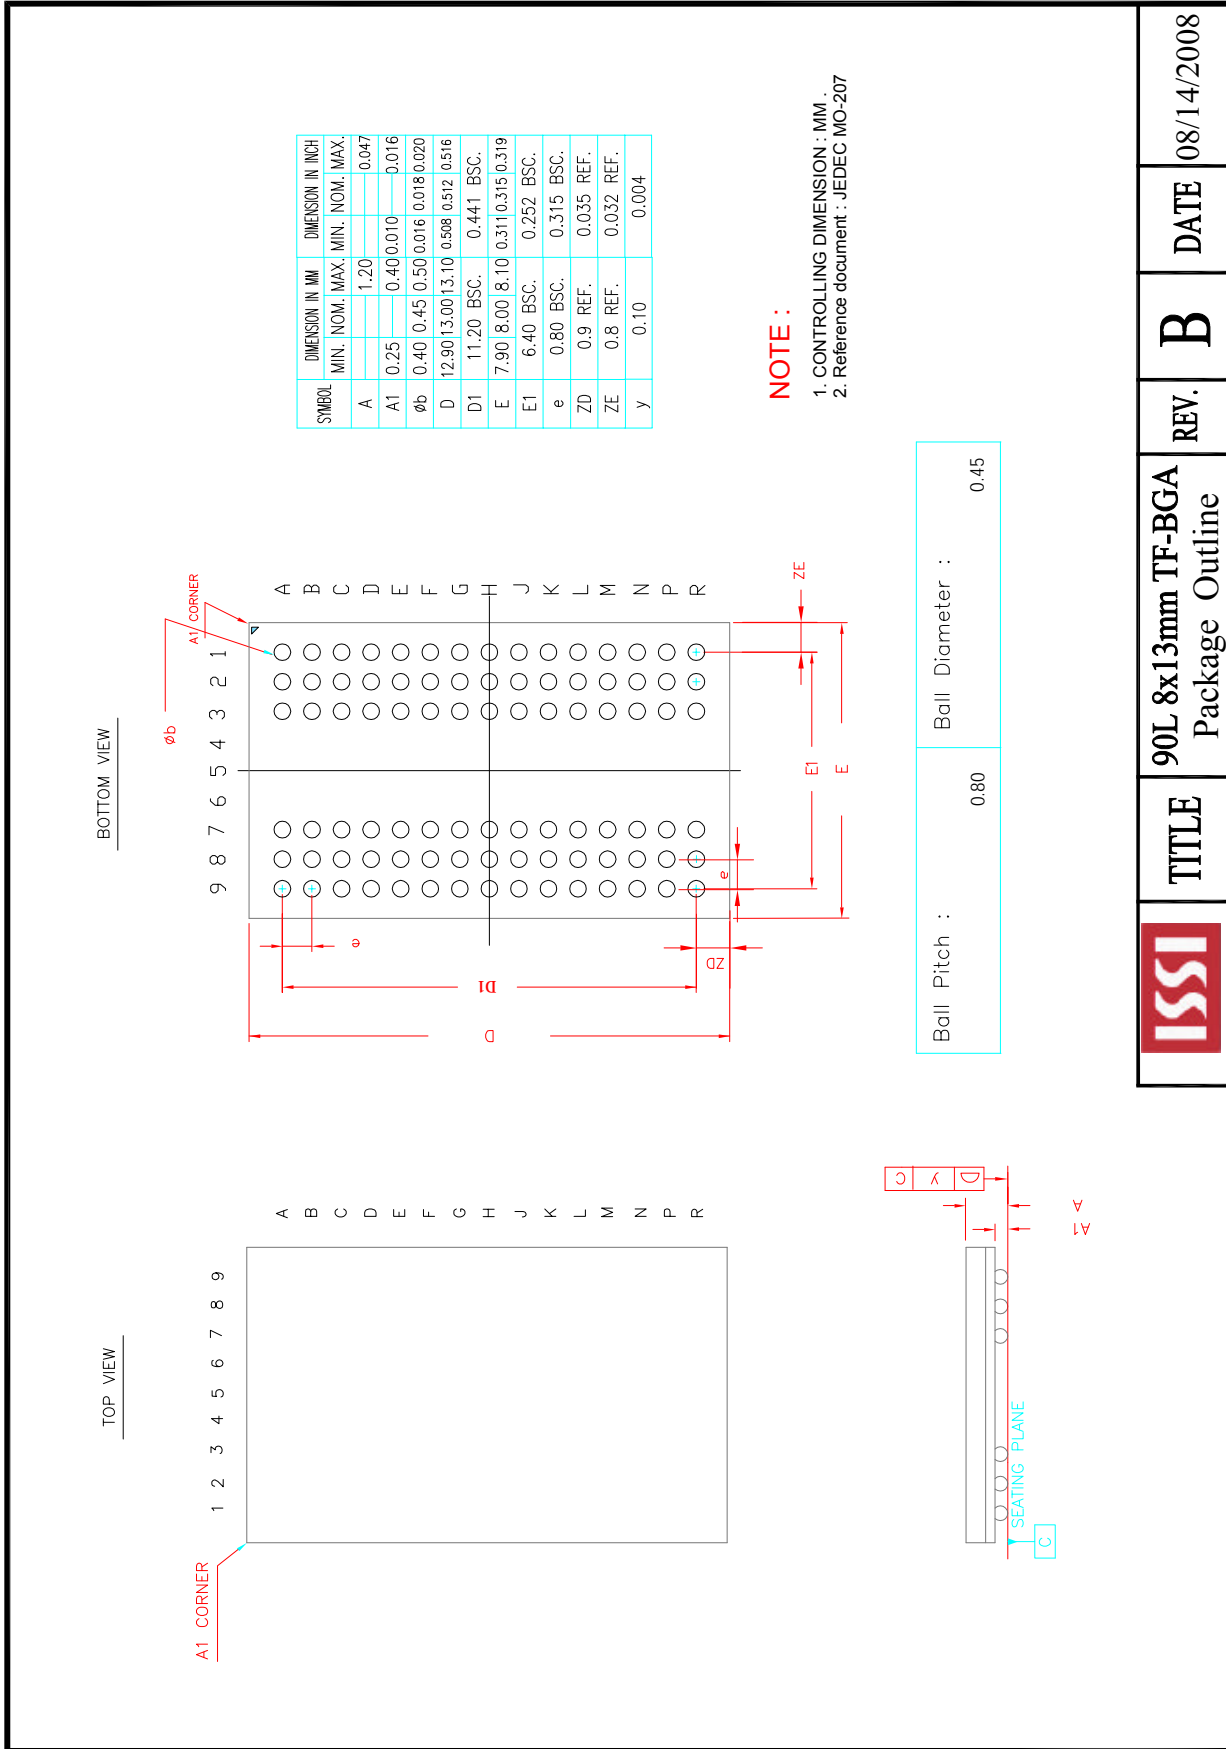 TOP VIEW
A1 CORNER
1 2 3 4 5 6 7 8 9
A
B
C
D
E
F
G
H
J
K
L
M
N
P
R
SEATING PLANE
C
D y C
A1
A
BOTTOM VIEW
A1 CORNER
Øb
9 8 7 6 5 4 3 2 1
A
B
C
D
E
F
G
H
J
K
L
M
N
P
R
e
D1
D
ZD
e
E1
E
ZE
SYMBOL DIMENSION IN MM DIMENSION IN INCH
MIN. NOM. MAX. MIN. NOM. MAX.
A 1.20 0.047
A1 0.25 0.40 0.010 0.016
Øb 0.40 0.45 0.50 0.016 0.018 0.020
D 12.90 13.00 13.10 0.508 0.512 0.516
D1 11.20 BSC. 0.441 BSC.
E 7.90 8.00 8.10 0.311 0.315 0.319
E1 6.40 BSC. 0.252 BSC.
e 0.80 BSC. 0.315 BSC.
ZD 0.9 REF. 0.035 REF.
ZE 0.8 REF. 0.032 REF.
y 0.10 0.004
NOTE :
1. CONTROLLING DIMENSION : MM .
2. Reference document : JEDEC MO-207
Ball Pitch : 0.80 Ball Diameter : 0.45
ISSI
TITLE
90L 8x13mm TF-BGA
Package Outline
REV. B
DATE 08/14/2008